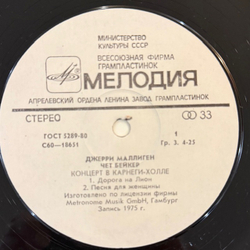 МИНИСТЕРСТВО
КУЛЬТУРЫ СССР
ВСЕСОЮЗНАЯ ФИРМА
ГРАМПЛАСТИНОК
МЕЛОДИЯ
АПРЕЛЕВСКИЙ ОРДЕНА ЛЕНИНА ЗАВОД ГРАМПЛАСТИНОК
СТЕРЕО 33
ГОСТ 5289-80 1
С60—18651 Гр. 3. 4-25
ДЖЕРРИ МАЛЛИГЕН
ЧЕТ БЕЙКЕР
КОНЦЕРТ В КАРНЕГИ-ХОЛЛЕ
1. Дорога на Лион
2. Песня для женщины
Изготовлено по лицензии фирмы
Metronome Musik GmbH, Гамбург
Запись 1975 г.